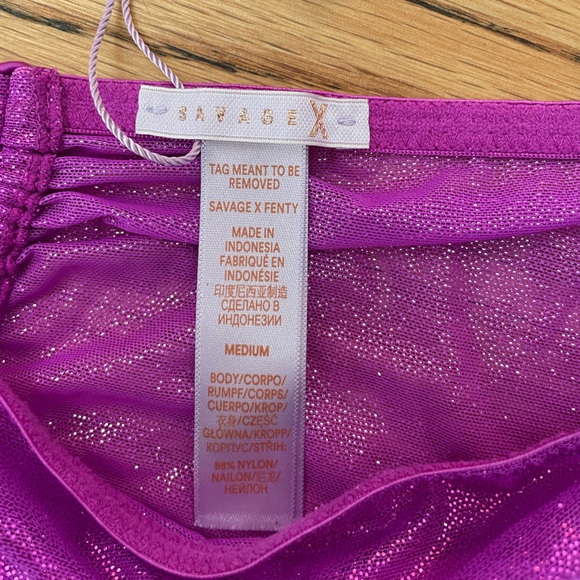 SAVAGE X
TAG MEANT TO BE
REMOVED
SAVAGE X FENTY
MADE IN
INDONESIA
FABRIQUÉ EN
INDONÉSIE
印度尼西亚制造
СДЕЛАНО В
ИНДОНЕЗИИ
MEDIUM
BODY/CORPO/
RUMPF/CORPS/
CUERPO/KROP/
衣身/CZEŚĆ
GŁÓWNA/KROPP/
КОРПУС/STŘIH:
88% NYLON/
NAILON/尼龙/
НЕЙЛОН